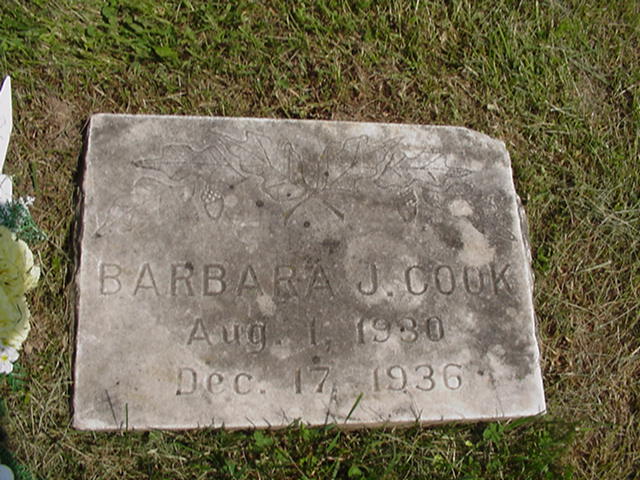 BARBARA J. COOK
Aug. 1, 1930
Dec. 17, 1936